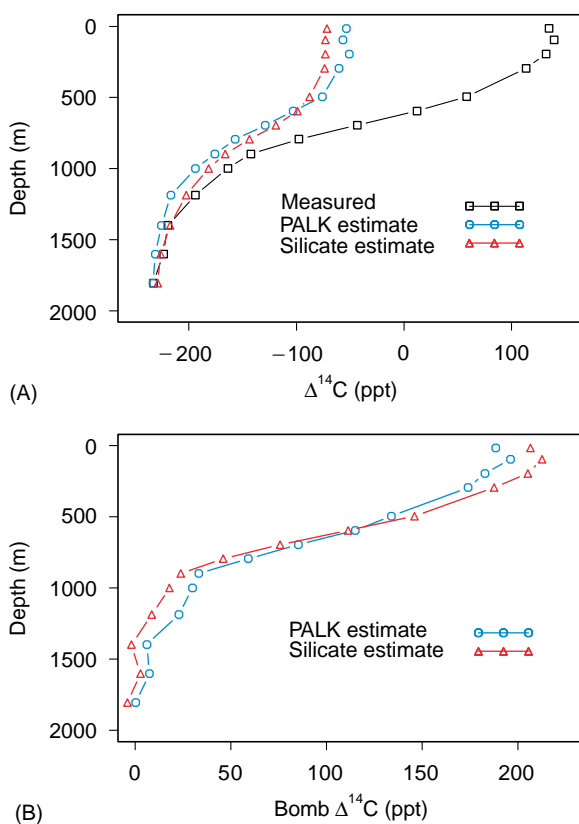 0
500
1000
1500
2000
Depth (m)
Measured
PALK estimate
Silicate estimate
−200 −100 0 100
Δ¹⁴C (ppt)
(A)
0
500
1000
1500
2000
Depth (m)
PALK estimate
Silicate estimate
0 50 100 150 200
Bomb Δ¹⁴C (ppt)
(B)